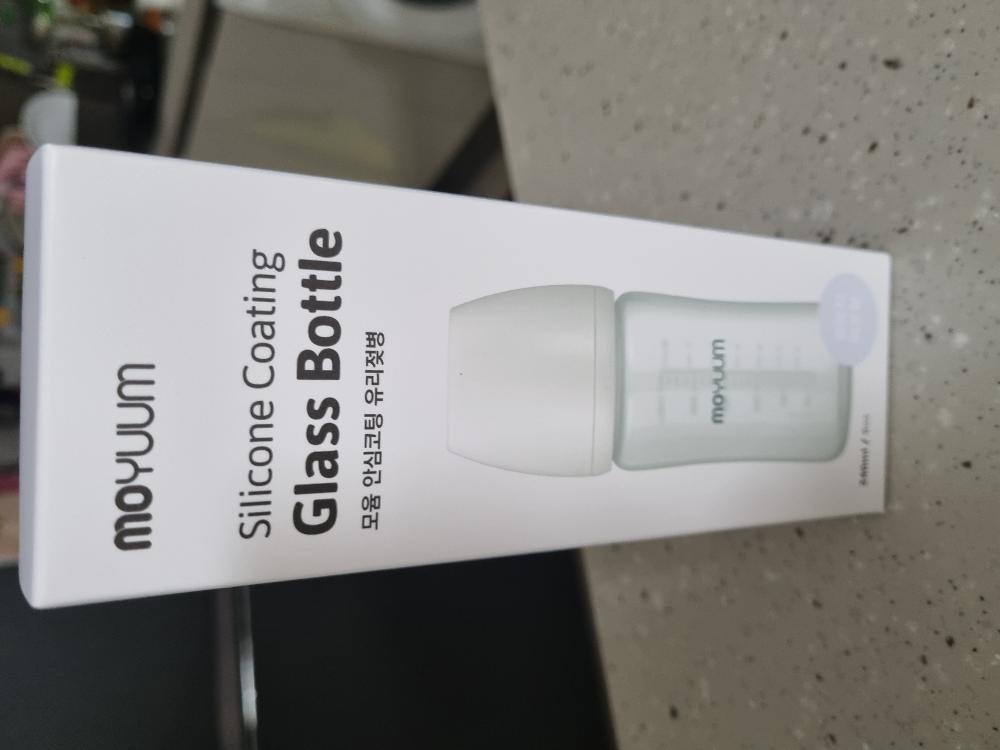 moyuum
Silicone Coating
Glass Bottle
모윰 안심코팅 유리젖병
moyuum